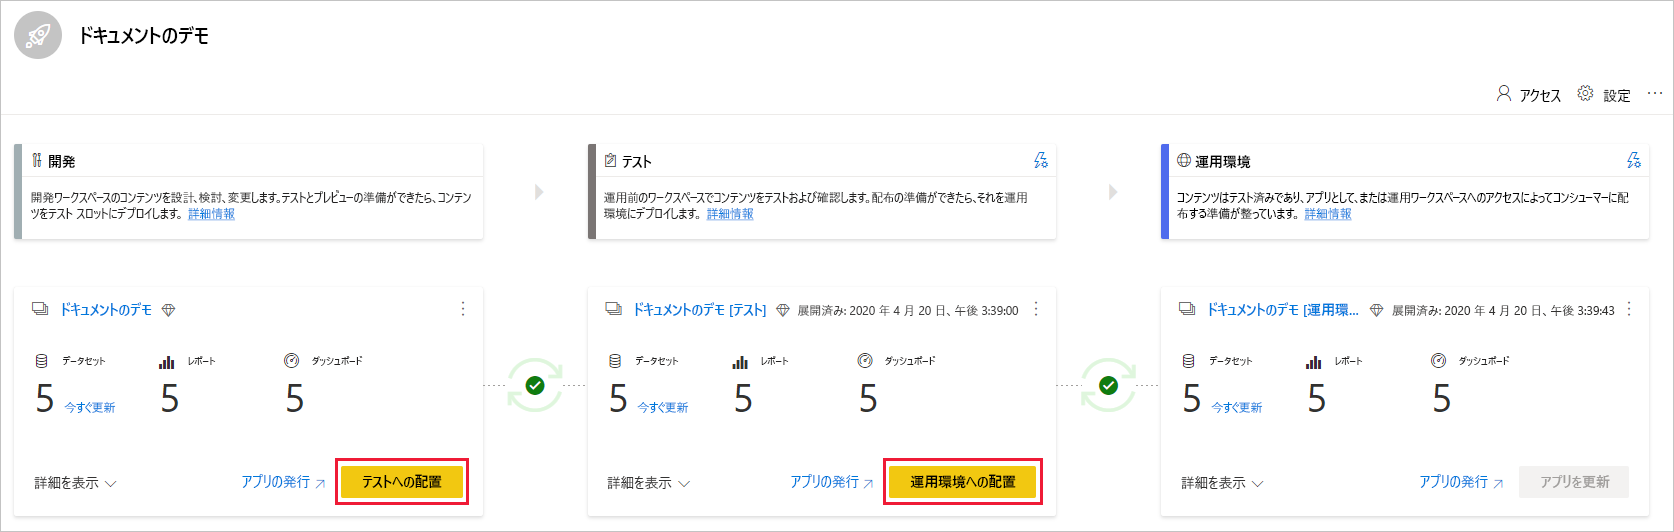 ドキュメントのデモ
アクセス 設定 ...
開発
開発ワークスペースのコンテンツを設計、検討、変更します。テストとプレビューの準備ができたら、コンテン
ツをテスト スロットにデプロイします。 詳細情報
テスト
運用前のワークスペースでコンテンツをテストおよび確認します。配布の準備ができたら、それを運用
環境にデプロイします。 詳細情報
運用環境
コンテンツはテスト済みであり、アプリとして、または運用ワークスペースへのアクセスによってコンシューマーに配
布する準備が整っています。 詳細情報
ドキュメントのデモ
データセット レポート ダッシュボード
5 今すぐ更新 5 5
詳細を表示 アプリの発行 テストへの配置
ドキュメントのデモ [テスト] 展開済み: 2020 年 4 月 20 日、午後 3:39:00
データセット レポート ダッシュボード
5 今すぐ更新 5 5
詳細を表示 アプリの発行 運用環境への配置
ドキュメントのデモ [運用環... 展開済み: 2020 年 4 月 20 日、午後 3:39:43
データセット レポート ダッシュボード
5 今すぐ更新 5 5
詳細を表示 アプリの発行 アプリを更新